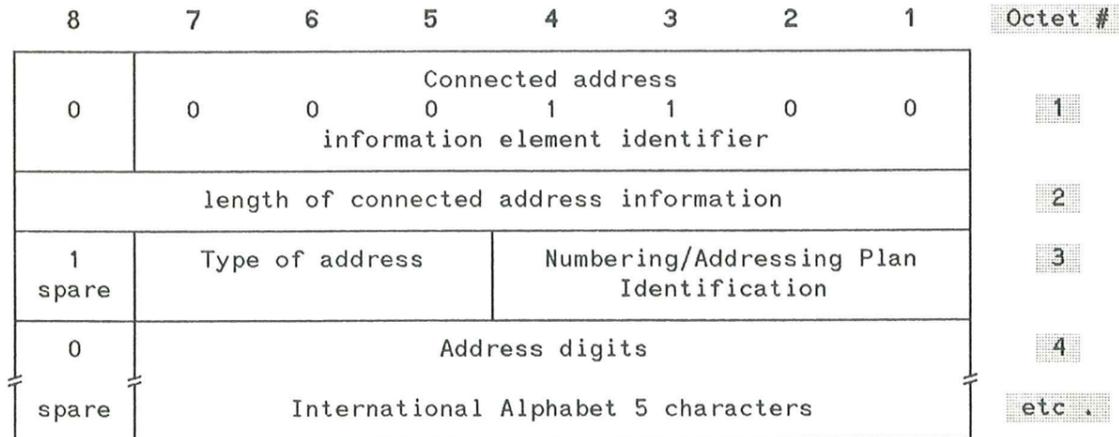 8 7 6 5 4 3 2 1 Octet #
Connected address
0 0 0 0 1 1 0 0 1
information element identifier
length of connected address information 2
1 Type of address Numbering/Addressing Plan 3
spare Identification
0 Address digits 4
spare International Alphabet 5 characters etc .